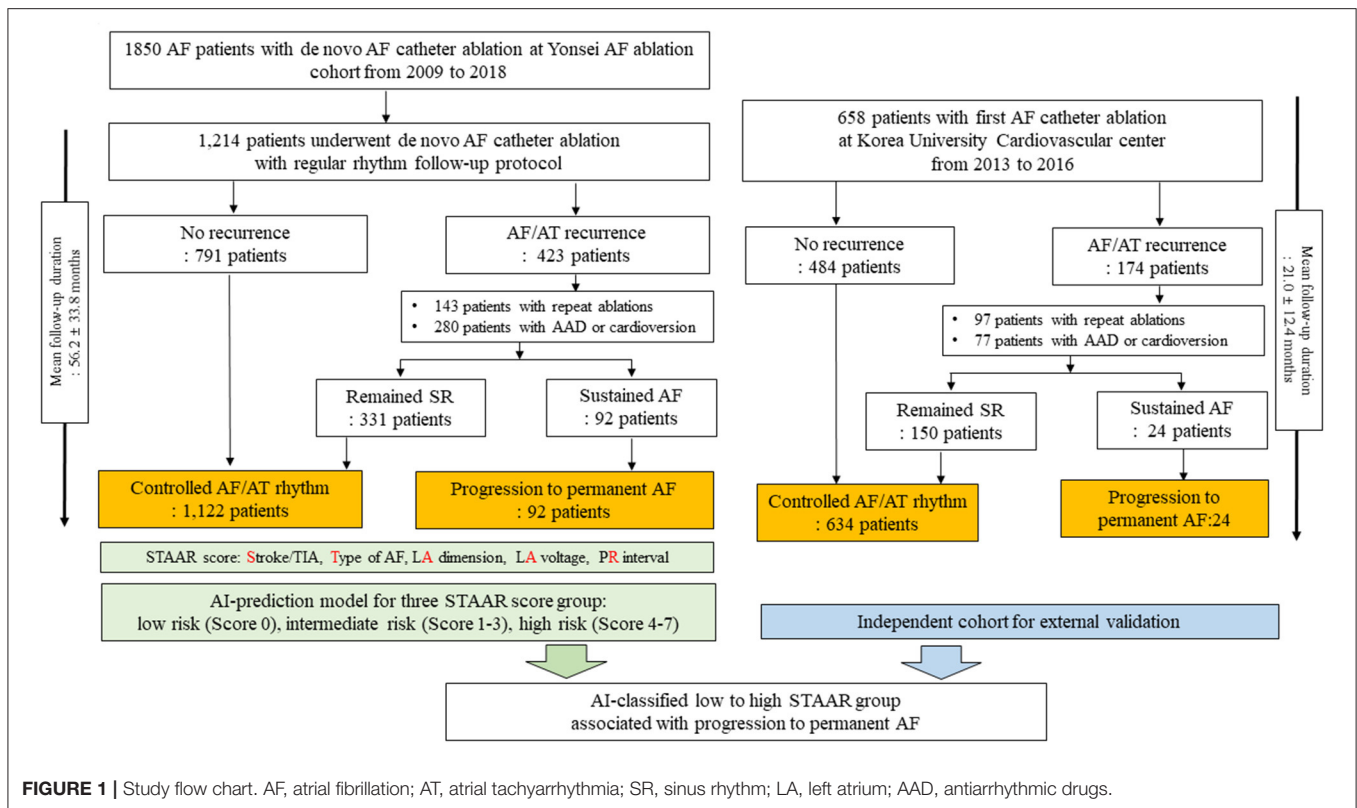 1850 AF patients with de novo AF catheter ablation at Yonsei AF ablation
cohort from 2009 to 2018
1,214 patients underwent de novo AF catheter ablation
with regular rhythm follow-up protocol
Mean follow-up duration
: 56.2 ± 33.8 months
No recurrence
: 791 patients
AF/AT recurrence
: 423 patients
• 143 patients with repeat ablations
• 280 patients with AAD or cardioversion
Remained SR
: 331 patients
Sustained AF
: 92 patients
Controlled AF/AT rhythm
: 1,122 patients
Progression to permanent AF
: 92 patients
STAAR score: Stroke/TIA, Type of AF, LA dimension, LA voltage, PR interval
AI-prediction model for three STAAR score group:
low risk (Score 0), intermediate risk (Score 1-3), high risk (Score 4-7)
658 patients with first AF catheter ablation
at Korea University Cardiovascular center
from 2013 to 2016
No recurrence
: 484 patients
AF/AT recurrence
: 174 patients
• 97 patients with repeat ablations
• 77 patients with AAD or cardioversion
Remained SR
: 150 patients
Sustained AF
: 24 patients
Controlled AF/AT rhythm
: 634 patients
Progression to
permanent AF:24
Mean follow-up duration
: 21.0 ± 12.4 months
Independent cohort for external validation
AI-classified low to high STAAR group
associated with progression to permanent AF
FIGURE 1 | Study flow chart. AF, atrial fibrillation; AT, atrial tachyarrhythmia; SR, sinus rhythm; LA, left atrium; AAD, antiarrhythmic drugs.